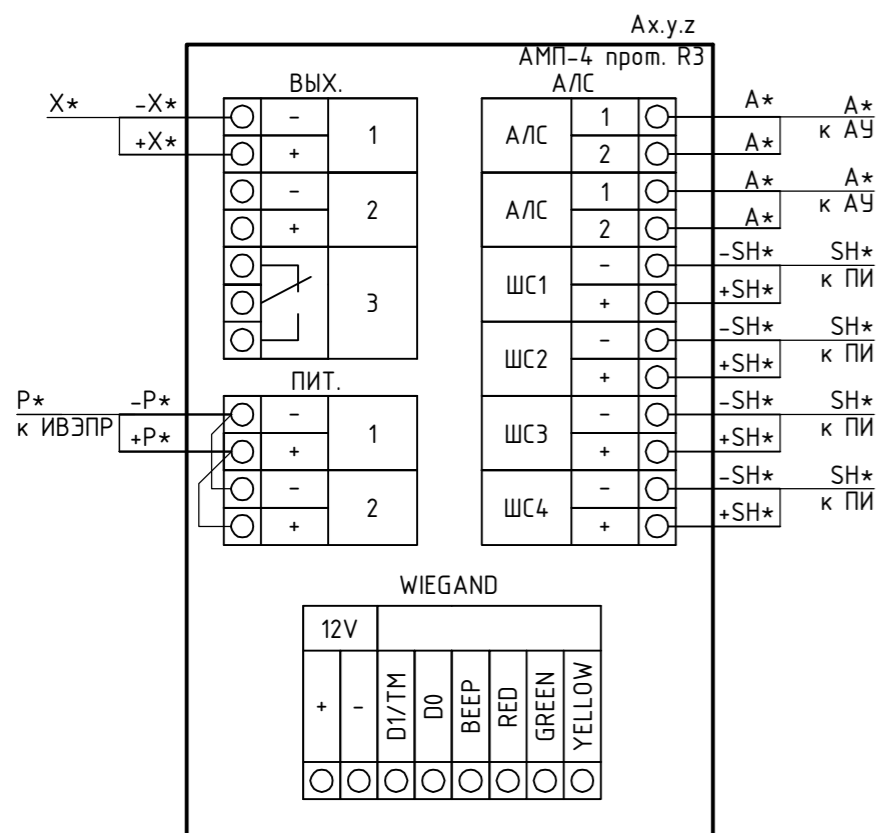 Ax.y.z
АМП-4 прот. R3
ВЫХ.
X* -X*
+X*
- 1
+
- 2
+
3
ПИТ.
P* -P*
к ИВЭПР +P*
- 1
+
- 2
+
АЛС
АЛС 1 A* A*
2 A* к АУ
АЛС 1 A* A*
2 A* к АУ
ШС1 - -SH* SH*
+ +SH* к ПИ
ШС2 - -SH* SH*
+ +SH* к ПИ
ШС3 - -SH* SH*
+ +SH* к ПИ
ШС4 - -SH* SH*
+ +SH* к ПИ
WIEGAND
12V
+ - D1/TM D0 BEEP RED GREEN YELLOW